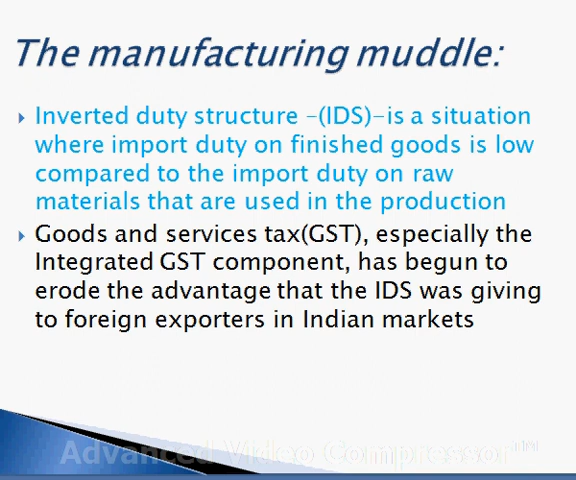 The manufacturing muddle:
Inverted duty structure -(IDS)-is a situation
where import duty on finished goods is low
compared to the import duty on raw
materials that are used in the production
Goods and services tax(GST), especially the
Integrated GST component, has begun to
erode the advantage that the IDS was giving
to foreign exporters in Indian markets
Advanced Video Compressor™